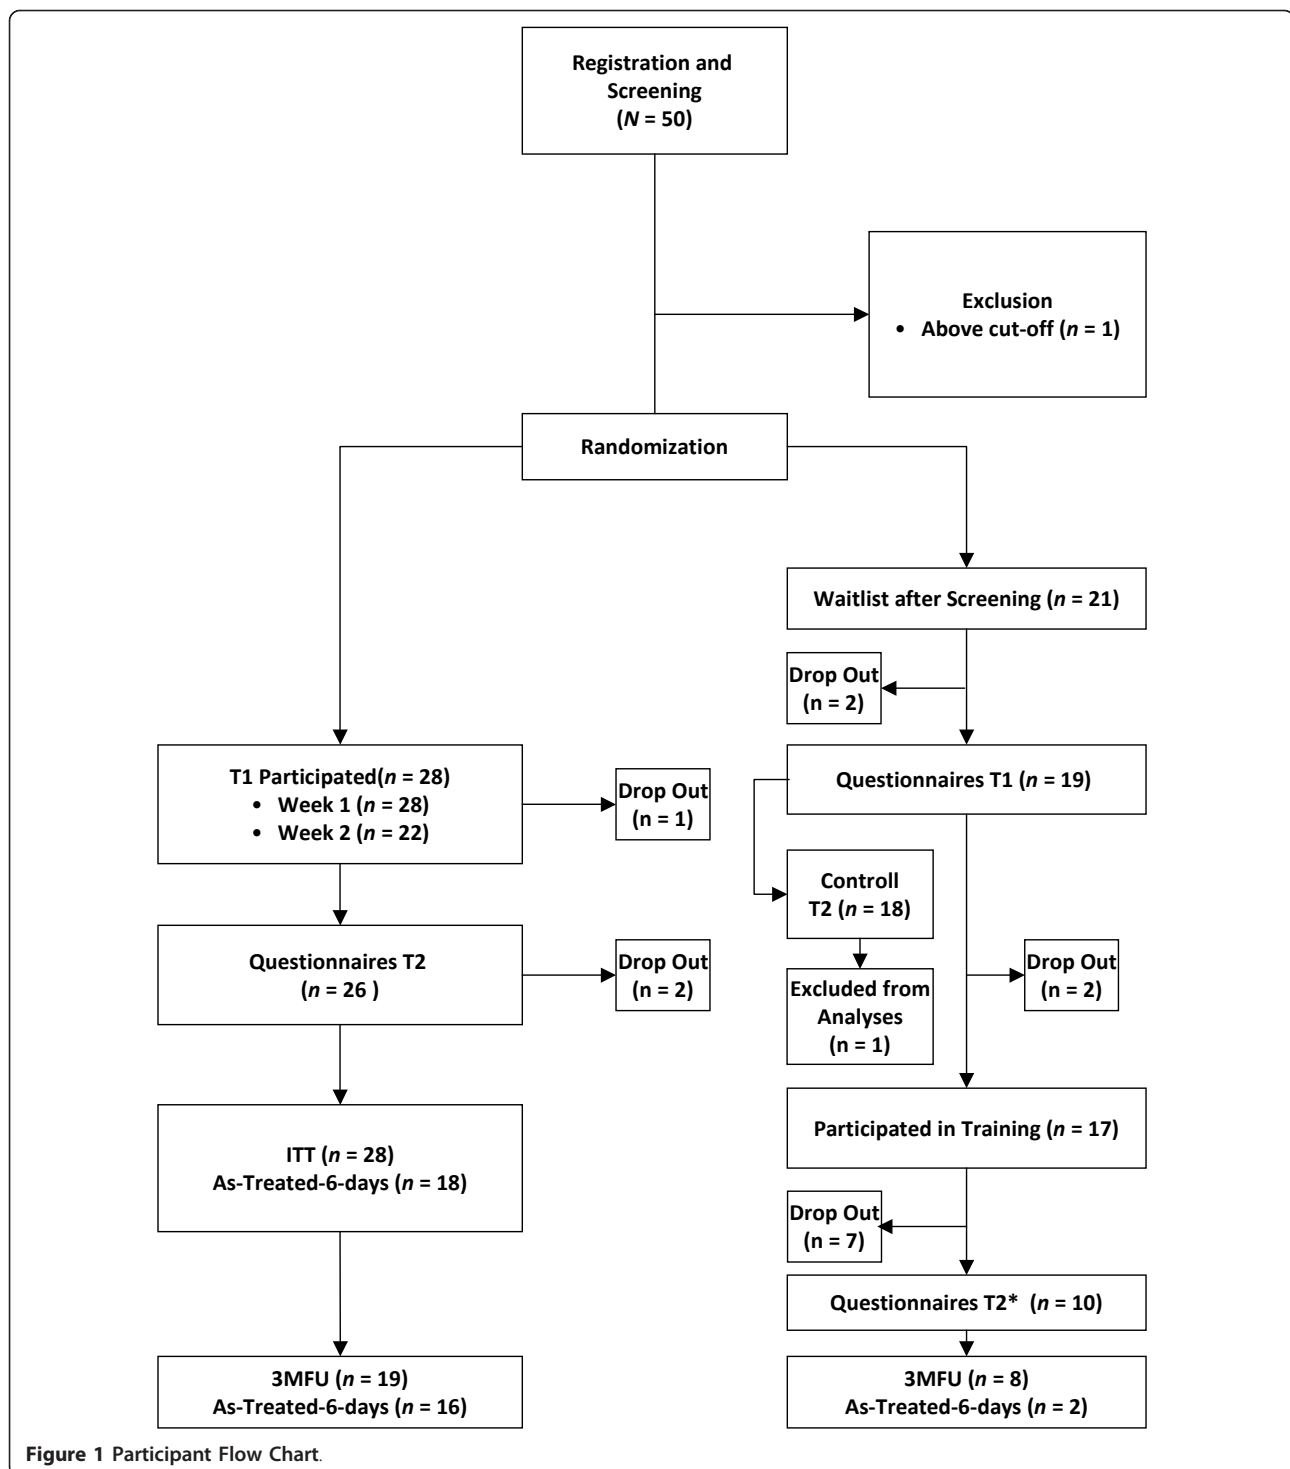 Registration and
Screening
(N = 50)
Exclusion
• Above cut-off (n = 1)
Randomization
Waitlist after Screening (n = 21)
Drop Out
(n = 2)
T1 Participated(n = 28)
• Week 1 (n = 28)
• Week 2 (n = 22)
Drop Out
(n = 1)
Questionnaires T1 (n = 19)
Controll
T2 (n = 18)
Questionnaires T2
(n = 26 )
Drop Out
(n = 2)
Excluded from
Analyses
(n = 1)
Drop Out
(n = 2)
ITT (n = 28)
As-Treated-6-days (n = 18)
Participated in Training (n = 17)
Drop Out
(n = 7)
Questionnaires T2* (n = 10)
3MFU (n = 19)
As-Treated-6-days (n = 16)
3MFU (n = 8)
As-Treated-6-days (n = 2)
Figure 1 Participant Flow Chart.